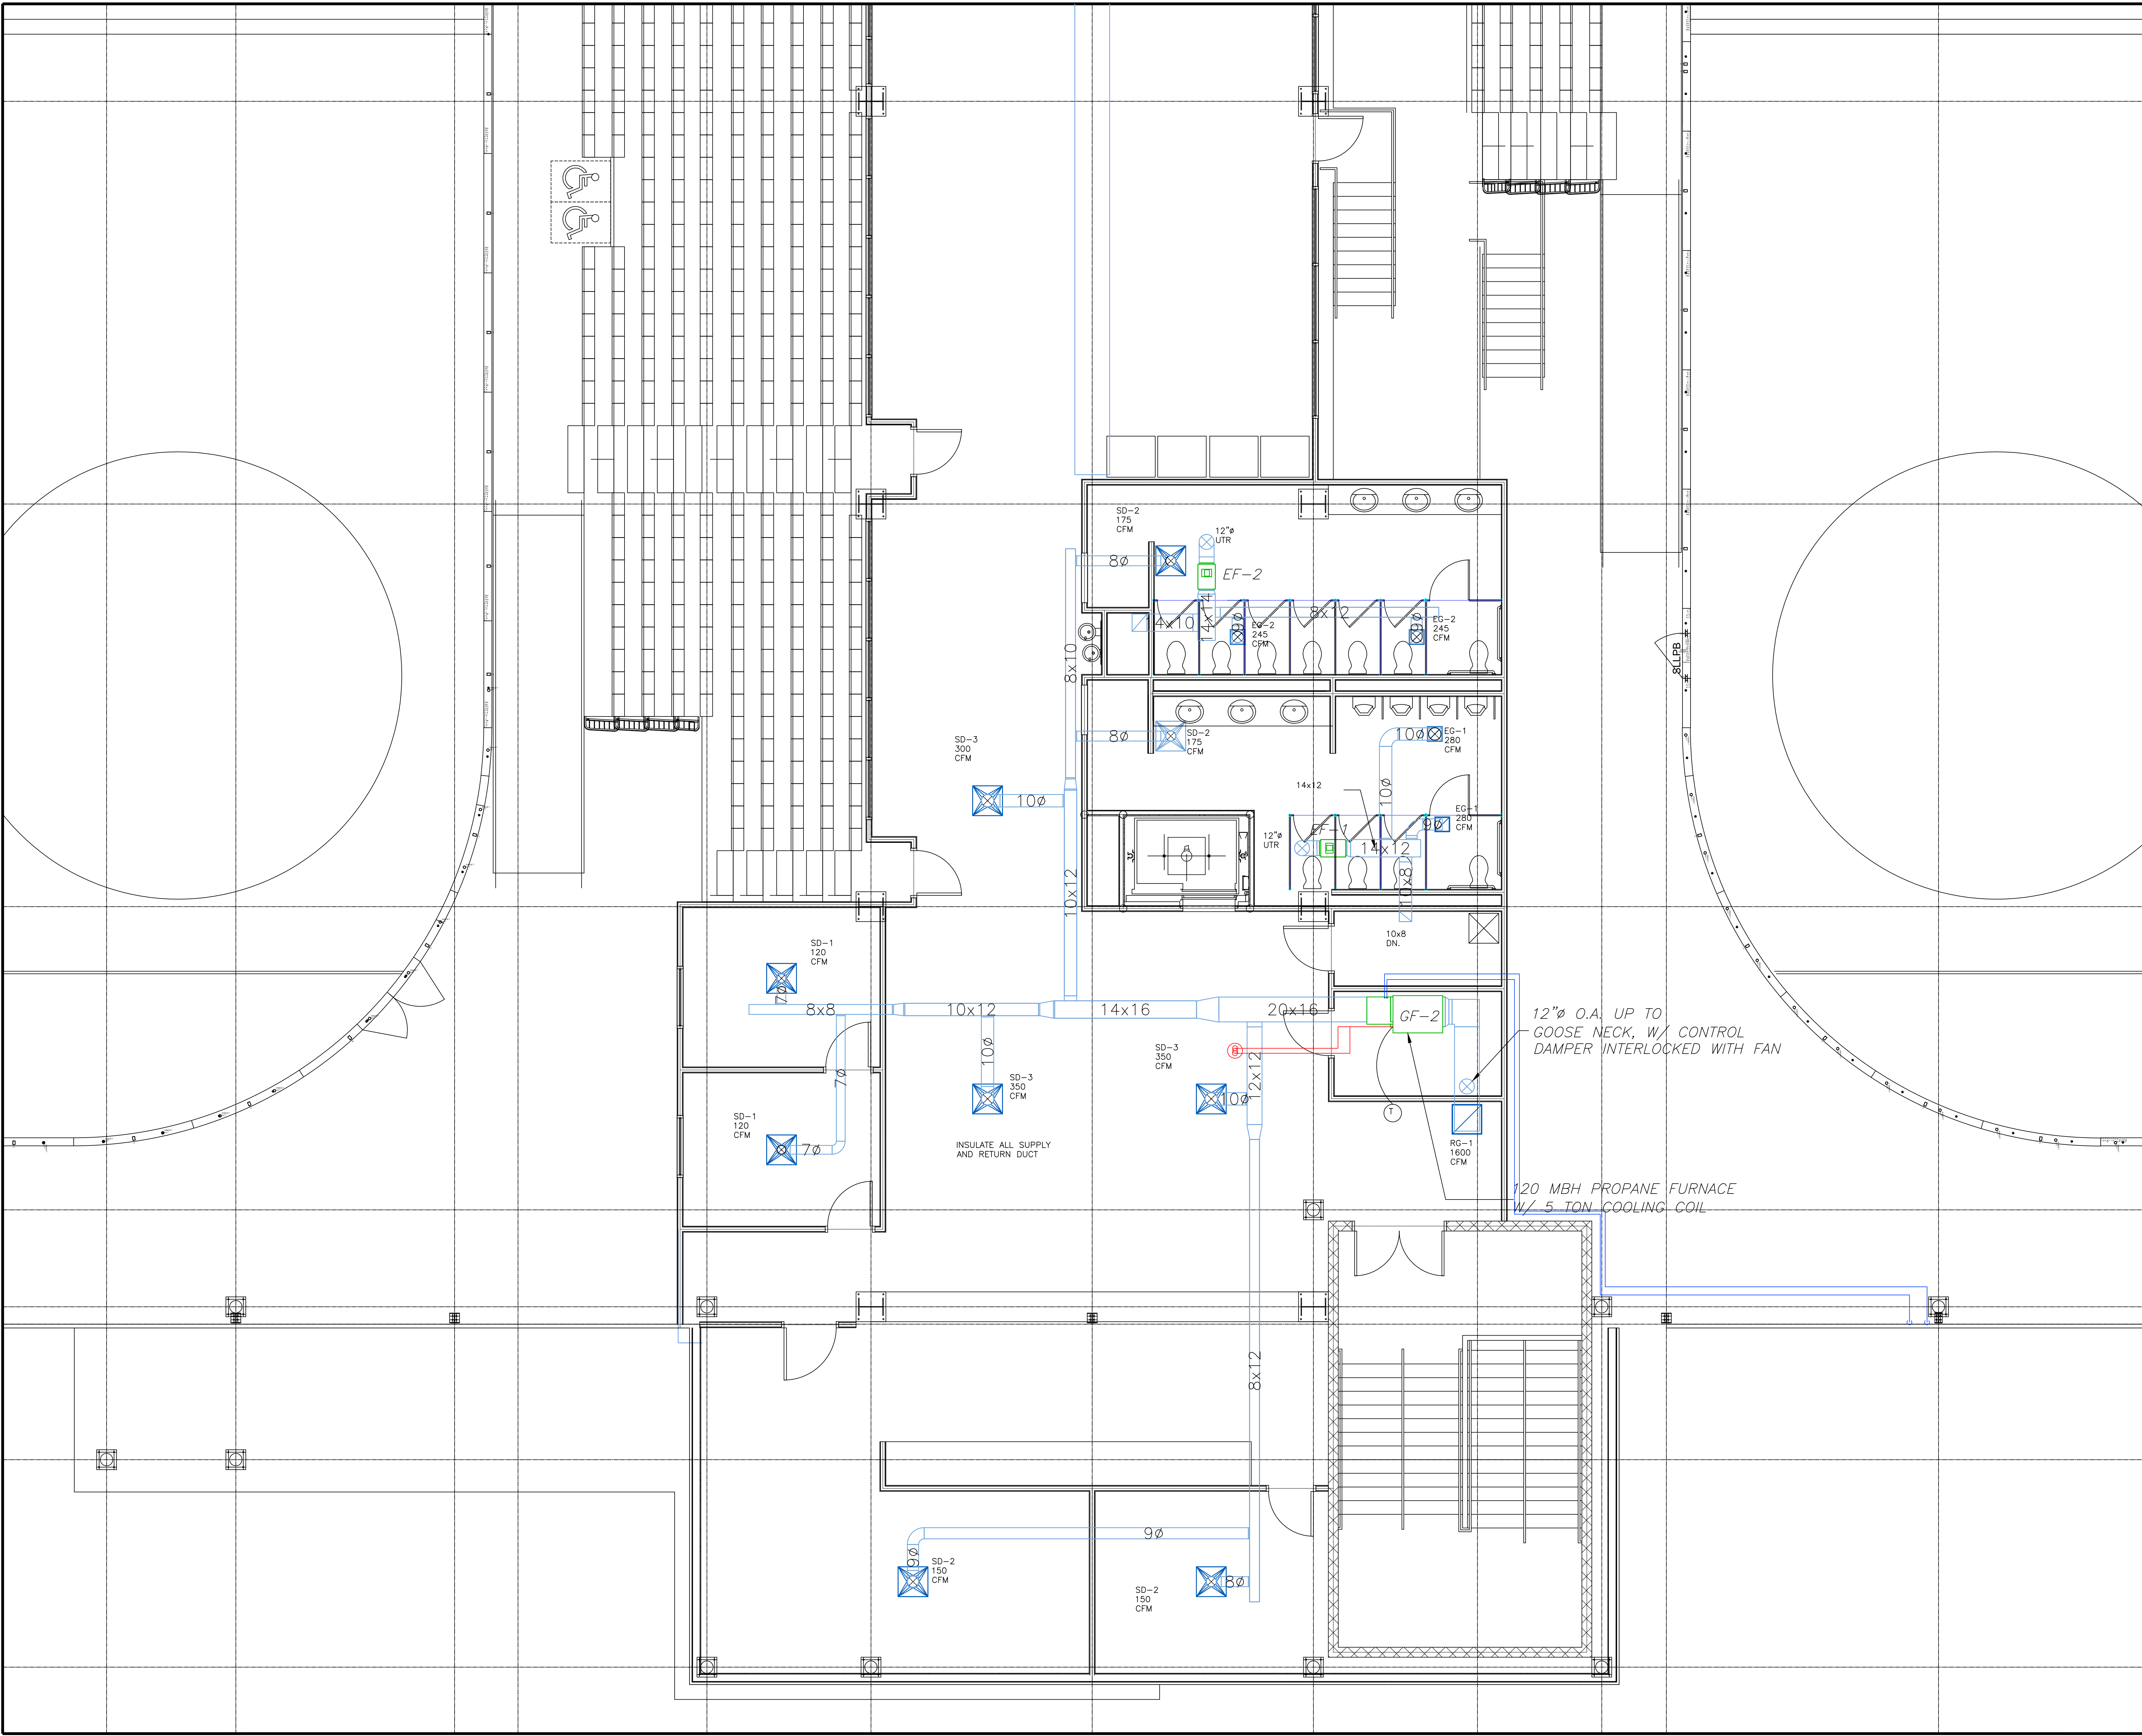 SD-2
175
CFM
12"ø
UTR
8ø
EF-2
14x14
14x10
9ø
8x12
9ø
EG-2
245
CFM
EG-2
245
CFM
8x10
SLLPB
SD-3
300
CFM
8ø
SD-2
175
CFM
10ø
EG-1
280
CFM
10ø
14x12
10ø
EG-1
280
CFM
9ø
12"ø
UTR
EF-1
14x12
10x8
10x12
10x8
DN.
SD-1
120
CFM
7ø
8x8
10x12
14x16
20x16
GF-2
12"ø O.A. UP TO
GOOSE NECK, W/ CONTROL
DAMPER INTERLOCKED WITH FAN
10ø
7ø
SD-3
350
CFM
SD-3
350
CFM
12x12
10ø
T
SD-1
120
CFM
7ø
INSULATE ALL SUPPLY
AND RETURN DUCT
RG-1
1600
CFM
120 MBH PROPANE FURNACE
W/ 5 TON COOLING COIL
8x12
9ø
9ø
SD-2
150
CFM
8ø
SD-2
150
CFM